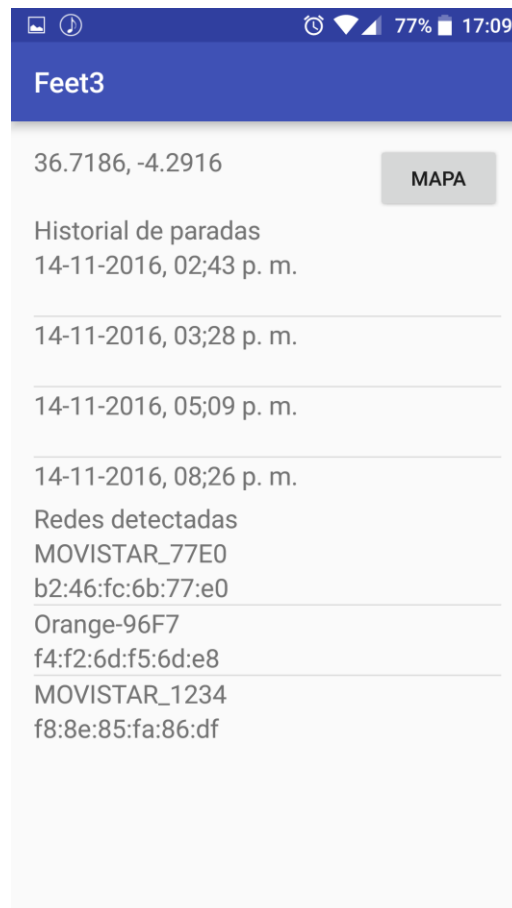 77% 17:09
Feet3
36.7186, -4.2916
MAPA
Historial de paradas
14-11-2016, 02;43 p. m.
14-11-2016, 03;28 p. m.
14-11-2016, 05;09 p. m.
14-11-2016, 08;26 p. m.
Redes detectadas
MOVISTAR_77E0
b2:46:fc:6b:77:e0
Orange-96F7
f4:f2:6d:f5:6d:e8
MOVISTAR_1234
f8:8e:85:fa:86:df